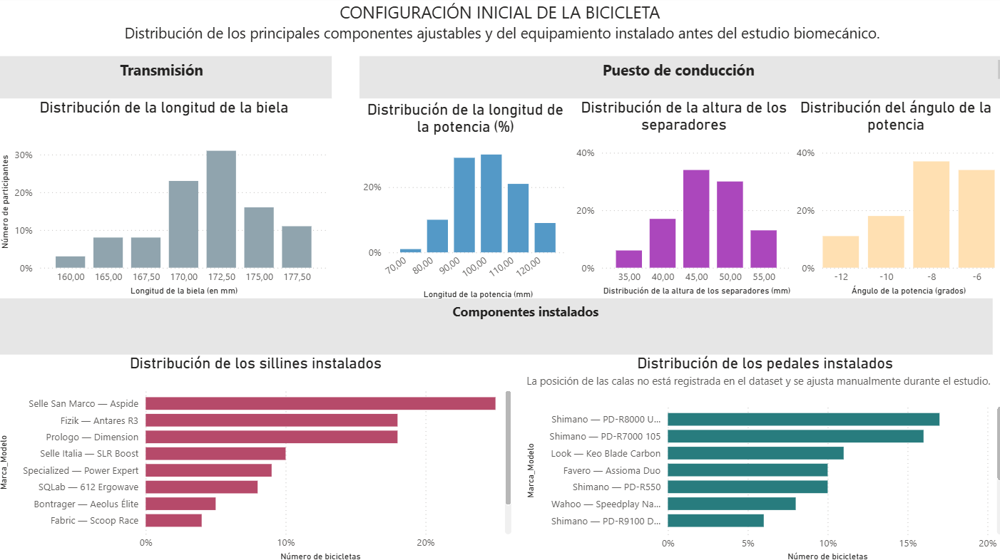 CONFIGURACIÓN INICIAL DE LA BICICLETA
Distribución de los principales componentes ajustables y del equipamiento instalado antes del estudio biomecánico.
Transmisión
Puesto de conducción
Distribución de la longitud de la biela
Número de participantes
30%
20%
10%
0%
160,00 165,00 167,50 170,00 172,50 175,00 177,50
Longitud de la biela (en mm)
Distribución de la longitud de
la potencia (%)
20%
0%
70,00 80,00 90,00 100,00 110,00 120,00
Longitud de la potencia (mm)
Distribución de la altura de los
separadores
40%
20%
0%
35,00 40,00 45,00 50,00 55,00
Distribución de la altura de los separadores (mm)
Distribución del ángulo de la
potencia
40%
20%
0%
-12 -10 -8 -6
Ángulo de la potencia (grados)
Componentes instalados
Distribución de los sillines instalados
Marca_Modelo
Selle San Marco — Aspide
Fizik — Antares R3
Prologo — Dimension
Selle Italia — SLR Boost
Specialized — Power Expert
SQLab — 612 Ergowave
Bontrager — Aeolus Élite
Fabric — Scoop Race
0% 10% 20%
Número de bicicletas
Distribución de los pedales instalados
La posición de las calas no está registrada en el dataset y se ajusta manualmente durante el estudio.
Marca_Modelo
Shimano — PD-R8000 U...
Shimano — PD-R7000 105
Look — Keo Blade Carbon
Favero — Assioma Duo
Shimano — PD-R550
Wahoo — Speedplay Na...
Shimano — PD-R9100 D...
0% 5% 10% 15% 20%
Número de bicicletas